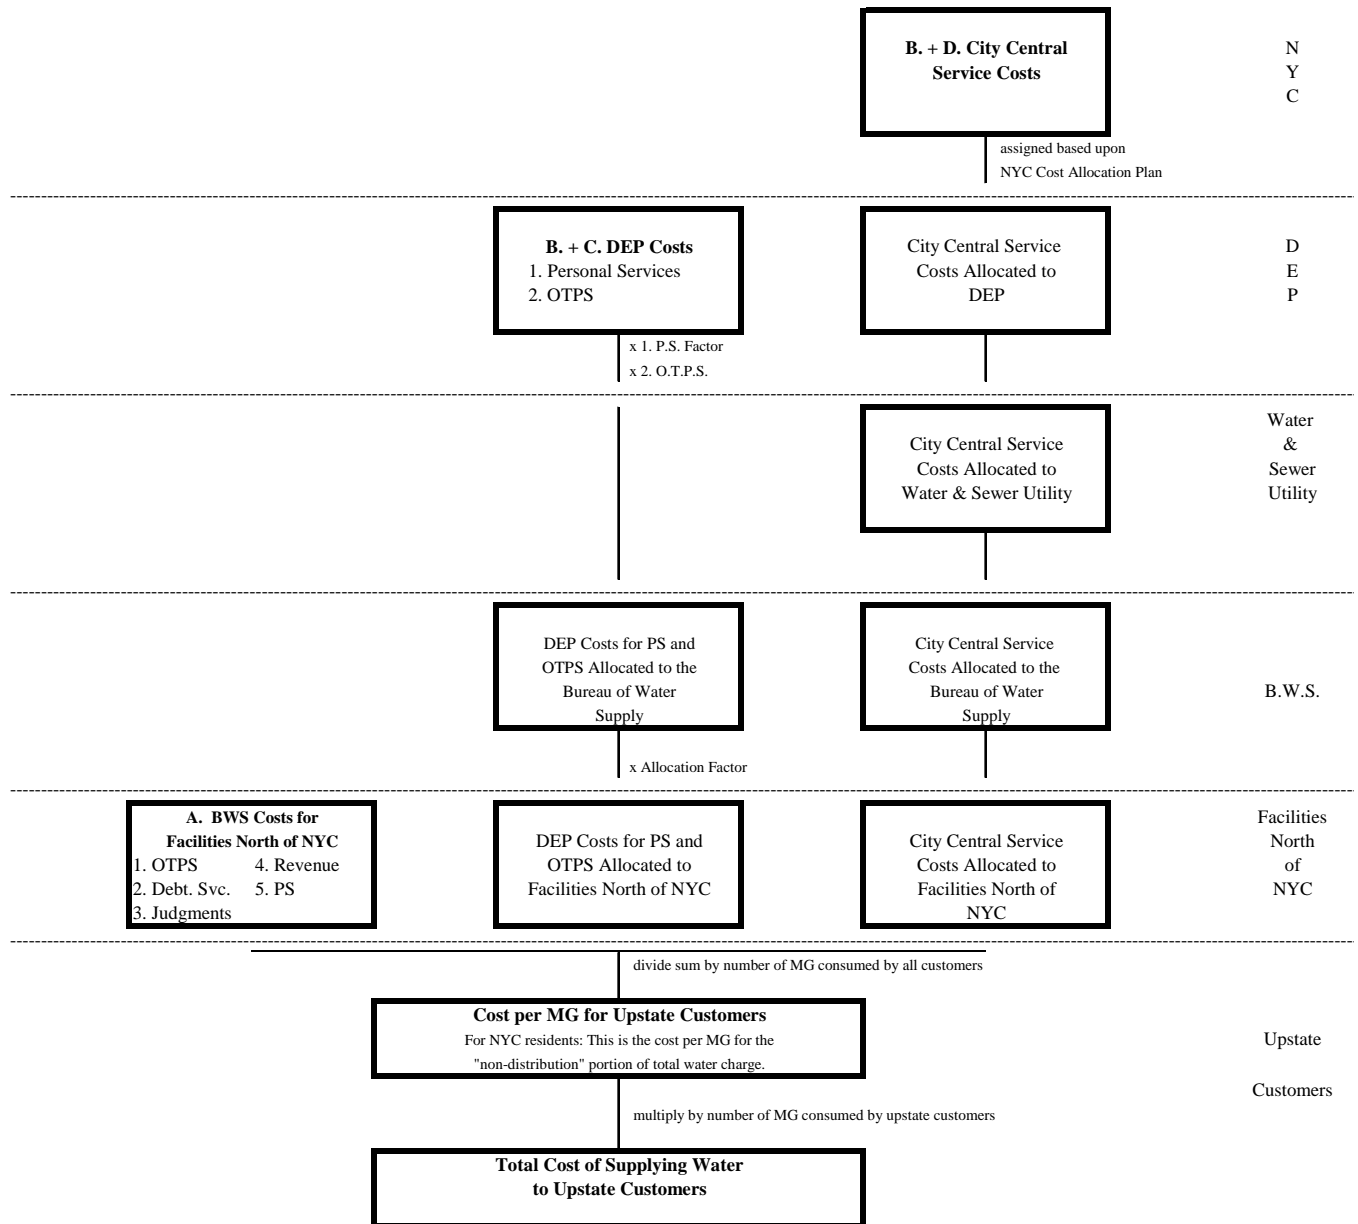 B. + D. City Central
Service Costs
N
Y
C
assigned based upon
NYC Cost Allocation Plan
B. + C. DEP Costs
1. Personal Services
2. OTPS
City Central Service
Costs Allocated to
DEP
D
E
P
x 1. P.S. Factor
x 2. O.T.P.S.
City Central Service
Costs Allocated to
Water & Sewer Utility
Water
&
Sewer
Utility
DEP Costs for PS and
OTPS Allocated to the
Bureau of Water
Supply
City Central Service
Costs Allocated to the
Bureau of Water
Supply
B.W.S.
x Allocation Factor
A. BWS Costs for
Facilities North of NYC
1. OTPS 4. Revenue
2. Debt. Svc. 5. PS
3. Judgments
DEP Costs for PS and
OTPS Allocated to
Facilities North of NYC
City Central Service
Costs Allocated to
Facilities North of
NYC
Facilities
North
of
NYC
divide sum by number of MG consumed by all customers
Cost per MG for Upstate Customers
For NYC residents: This is the cost per MG for the
"non-distribution" portion of total water charge.
Upstate
Customers
multiply by number of MG consumed by upstate customers
Total Cost of Supplying Water
to Upstate Customers